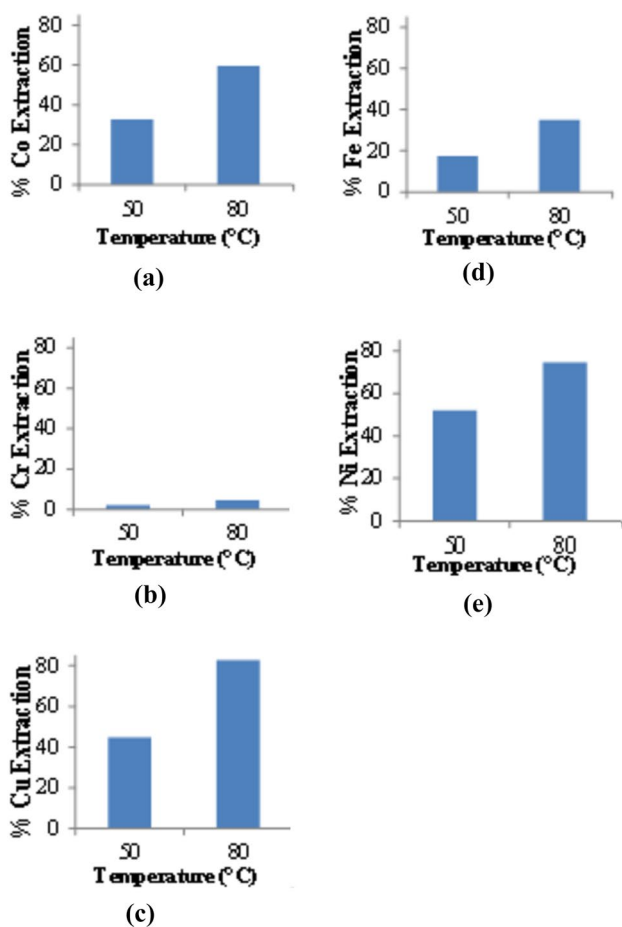 % Co Extraction
80
60
40
20
0
50 80
Temperature (°C)
(a)
% Fe Extraction
80
60
40
20
0
50 80
Temperature (°C)
(d)
% Cr Extraction
80
60
40
20
0
50 80
Temperature (°C)
(b)
% Ni Extraction
80
60
40
20
0
50 80
Temperature (°C)
(e)
% Cu Extraction
80
60
40
20
0
50 80
Temperature (°C)
(c)